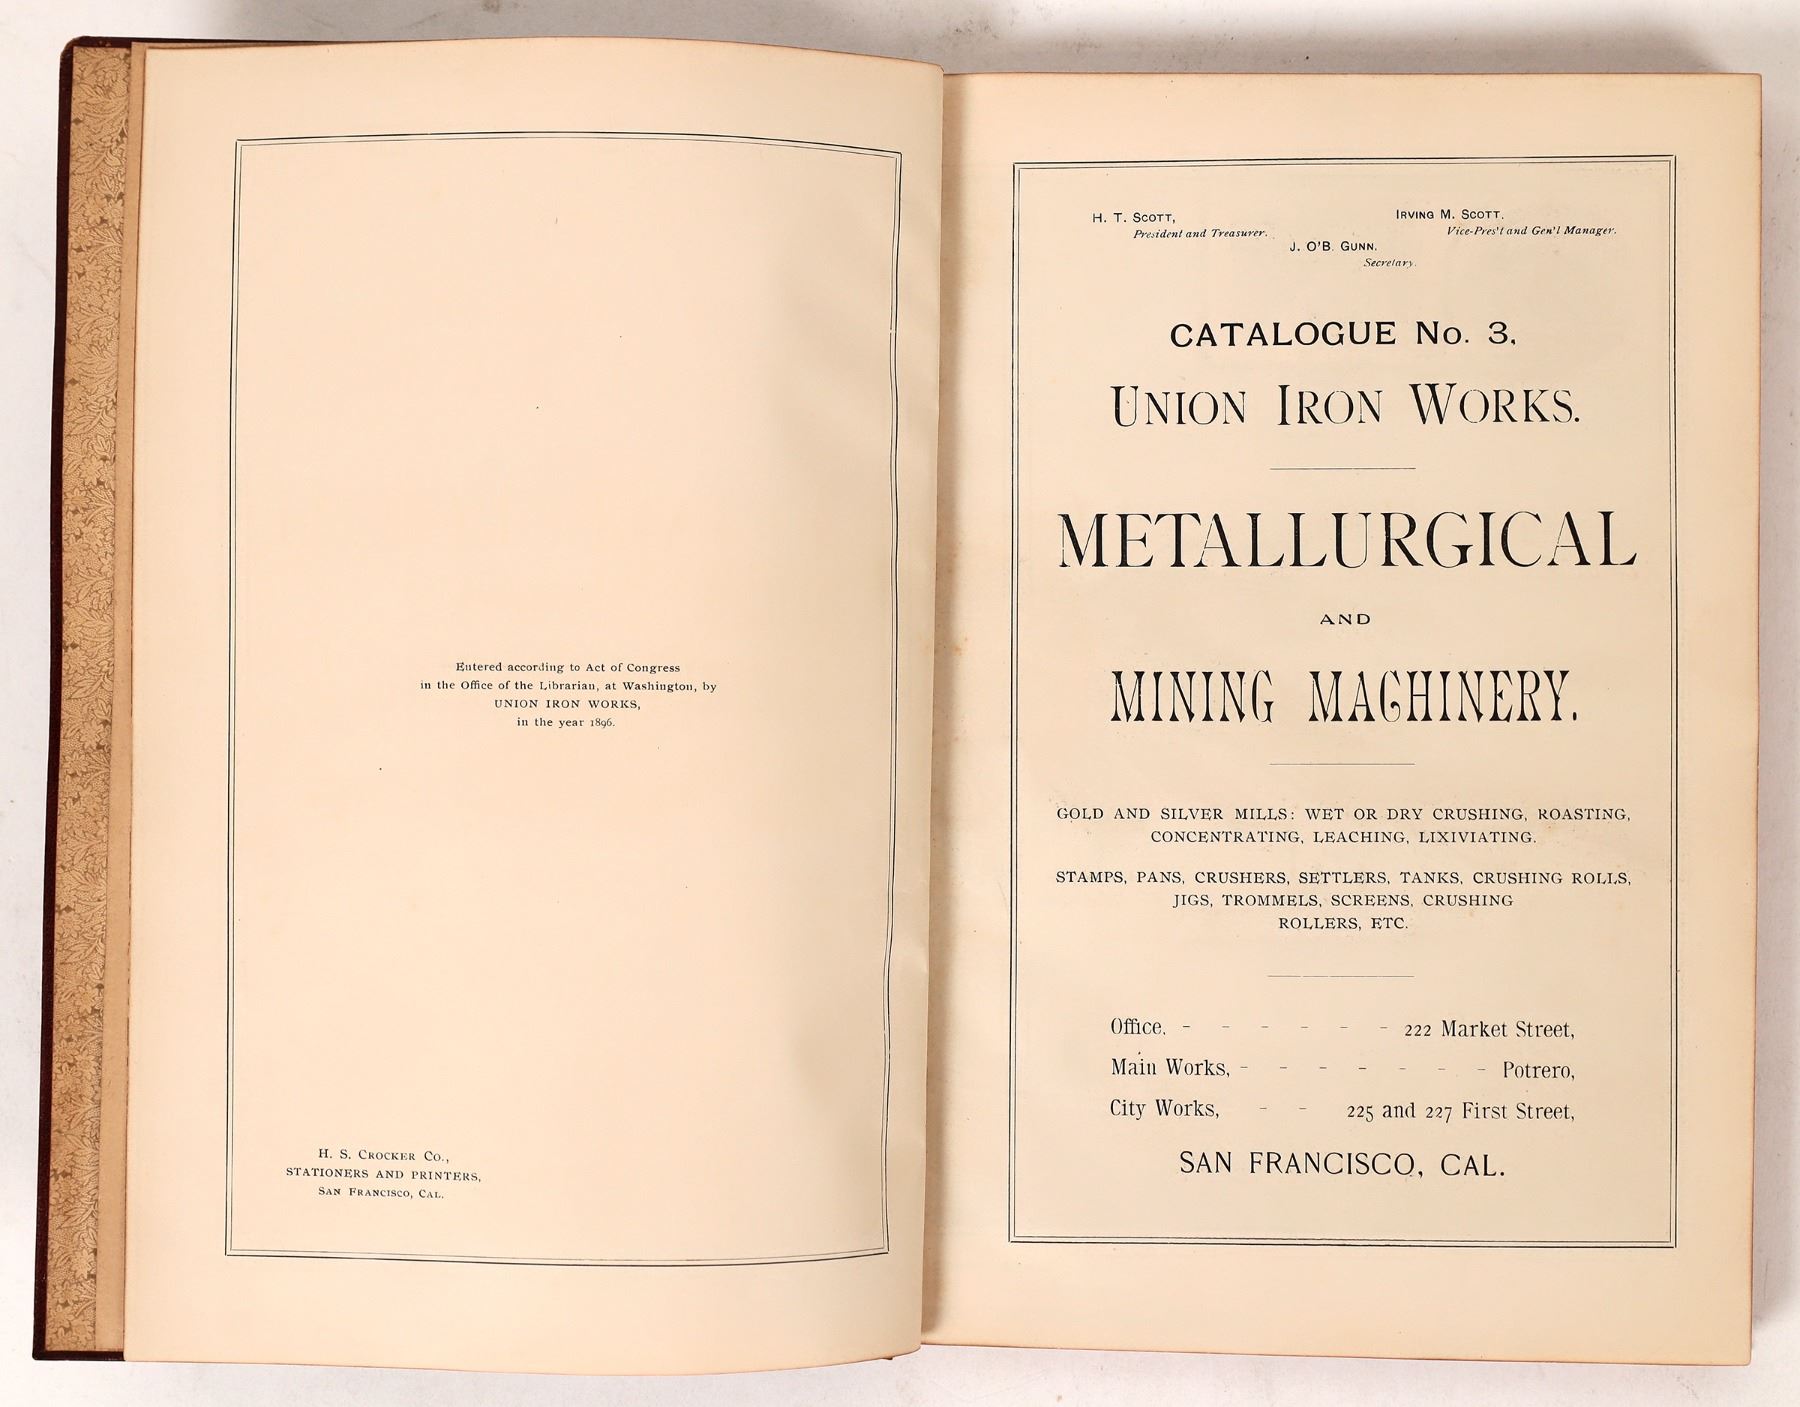 Entered according to Act of Congress
in the Office of the Librarian, at Washington, by
UNION IRON WORKS,
in the year 1896.
H. S. CROCKER CO.,
STATIONERS AND PRINTERS,
SAN FRANCISCO, CAL.
H. T. SCOTT,
President and Treasurer.
IRVING M. SCOTT.
Vice-Pres't and Gen'l Manager.
J. O'B. GUNN,
Secretary.
CATALOGUE No. 3,
UNION IRON WORKS.
METALLURGICAL
AND
MINING MACHINERY.
GOLD AND SILVER MILLS: WET OR DRY CRUSHING, ROASTING,
CONCENTRATING, LEACHING, LIXIVIATING.
STAMPS, PANS, CRUSHERS, SETTLERS, TANKS, CRUSHING ROLLS,
JIGS, TROMMELS, SCREENS, CRUSHING
ROLLERS, ETC.
Office, - - - - - - 222 Market Street,
Main Works, - - - - - - - Potrero,
City Works, - - 225 and 227 First Street,
SAN FRANCISCO, CAL.